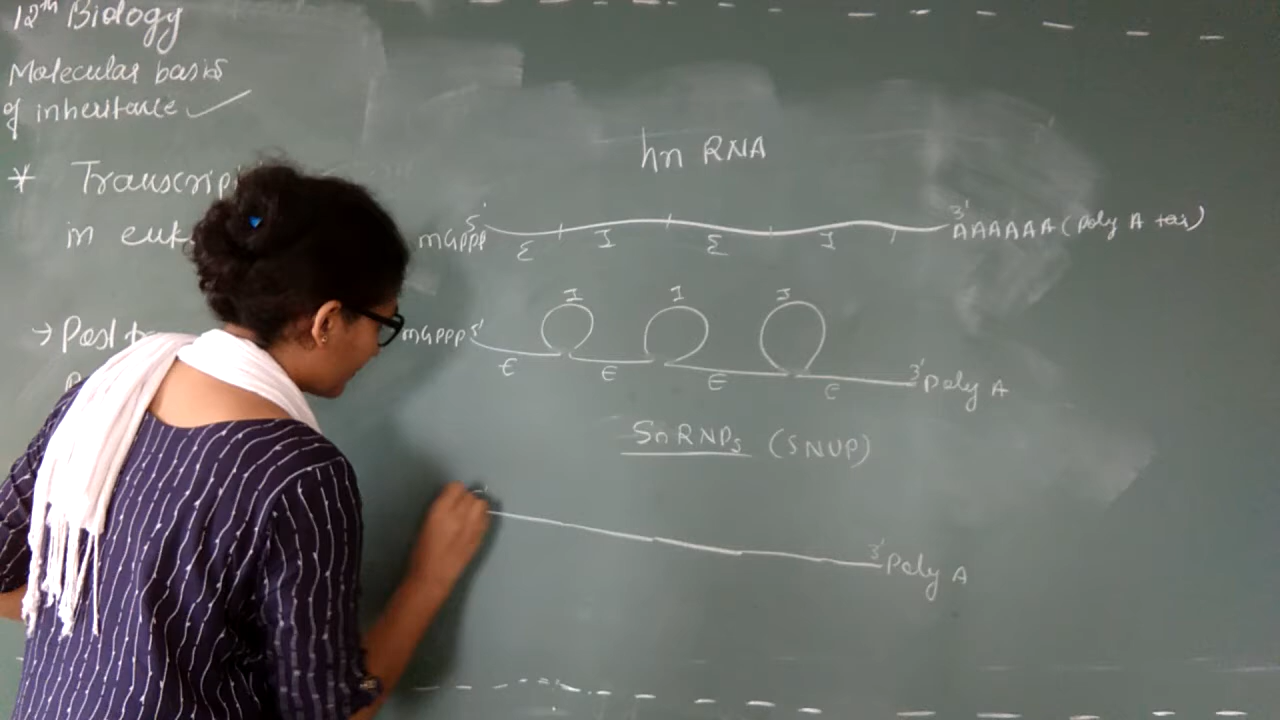 12th Biology
Molecular basis
of inheritance ✓
* Transcrip
in euk
→ Post
hn RNA
5' 3'
mGPPP AAAAAA (Poly A tai)
E I E I
I I I
mGPPP 5' 3' Poly A
E E E E
SnRNPs (SNUP)
3' Poly A